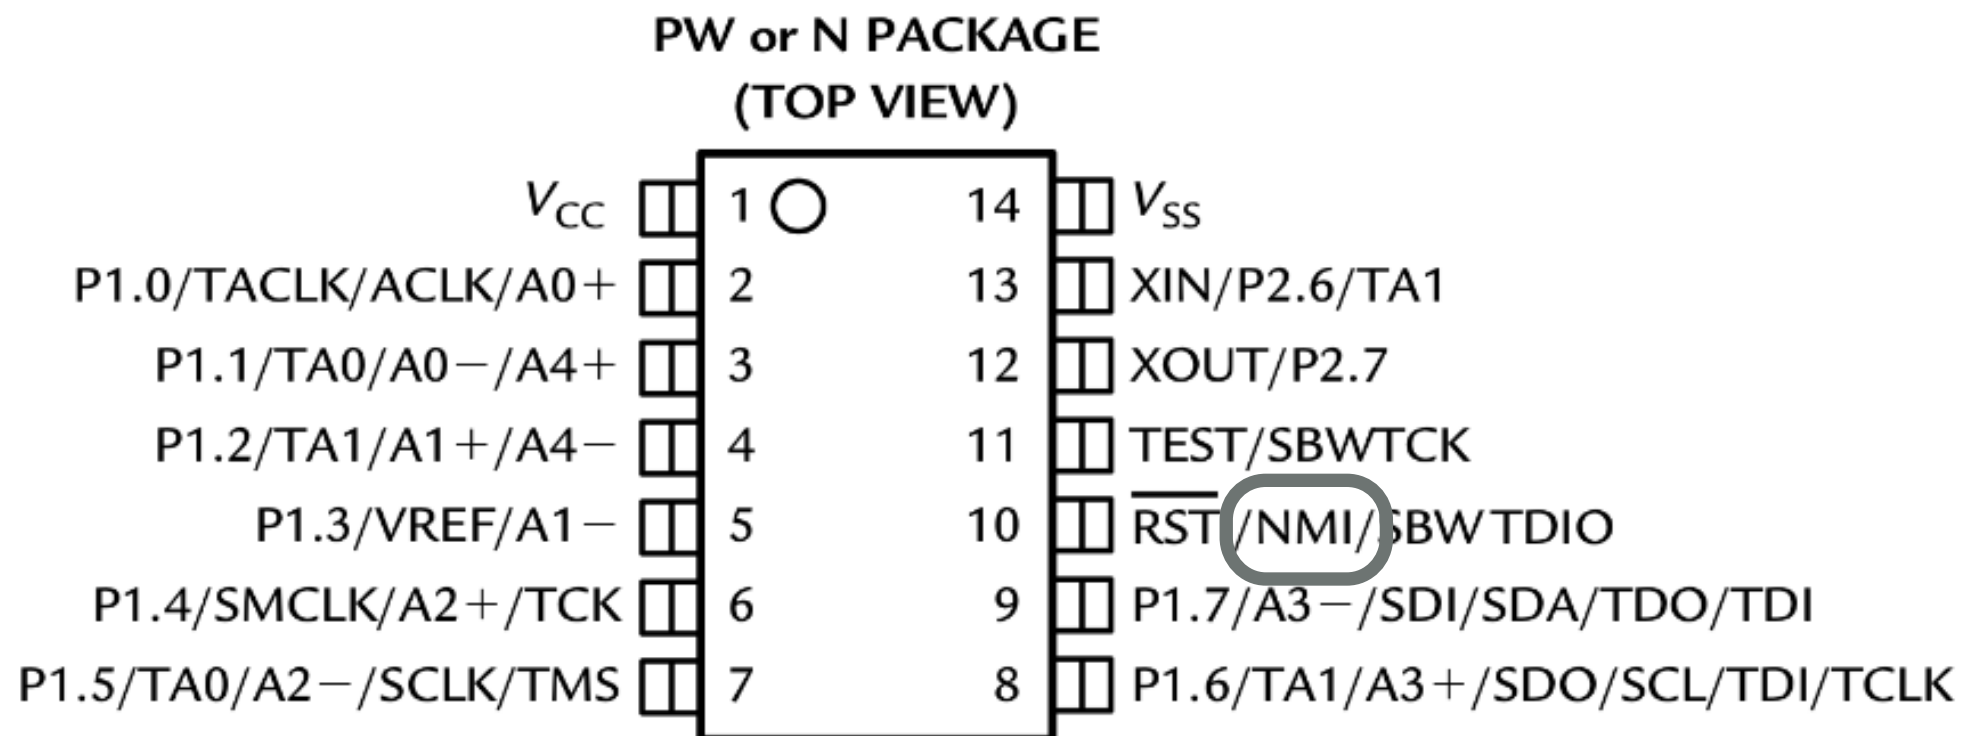 PW or N PACKAGE
(TOP VIEW)
VCC 1 14 VSS
P1.0/TACLK/ACLK/A0+ 2 13 XIN/P2.6/TA1
P1.1/TA0/A0−/A4+ 3 12 XOUT/P2.7
P1.2/TA1/A1+/A4− 4 11 TEST/SBWTCK
P1.3/VREF/A1− 5 10 RST/NMI/SBWTDIO
P1.4/SMCLK/A2+/TCK 6 9 P1.7/A3−/SDI/SDA/TDO/TDI
P1.5/TA0/A2−/SCLK/TMS 7 8 P1.6/TA1/A3+/SDO/SCL/TDI/TCLK